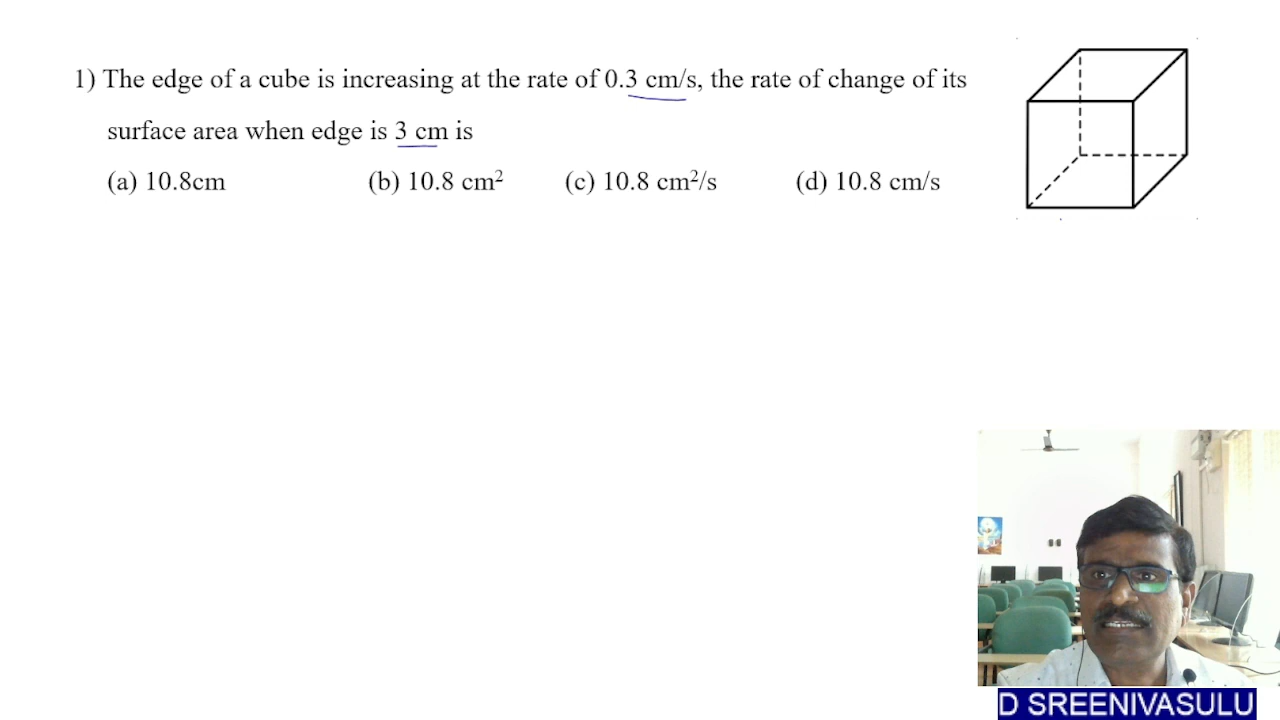 1) The edge of a cube is increasing at the rate of 0.3 cm/s, the rate of change of its
surface area when edge is 3 cm is
(a) 10.8cm (b) 10.8 cm² (c) 10.8 cm²/s (d) 10.8 cm/s
D SREENIVASULU